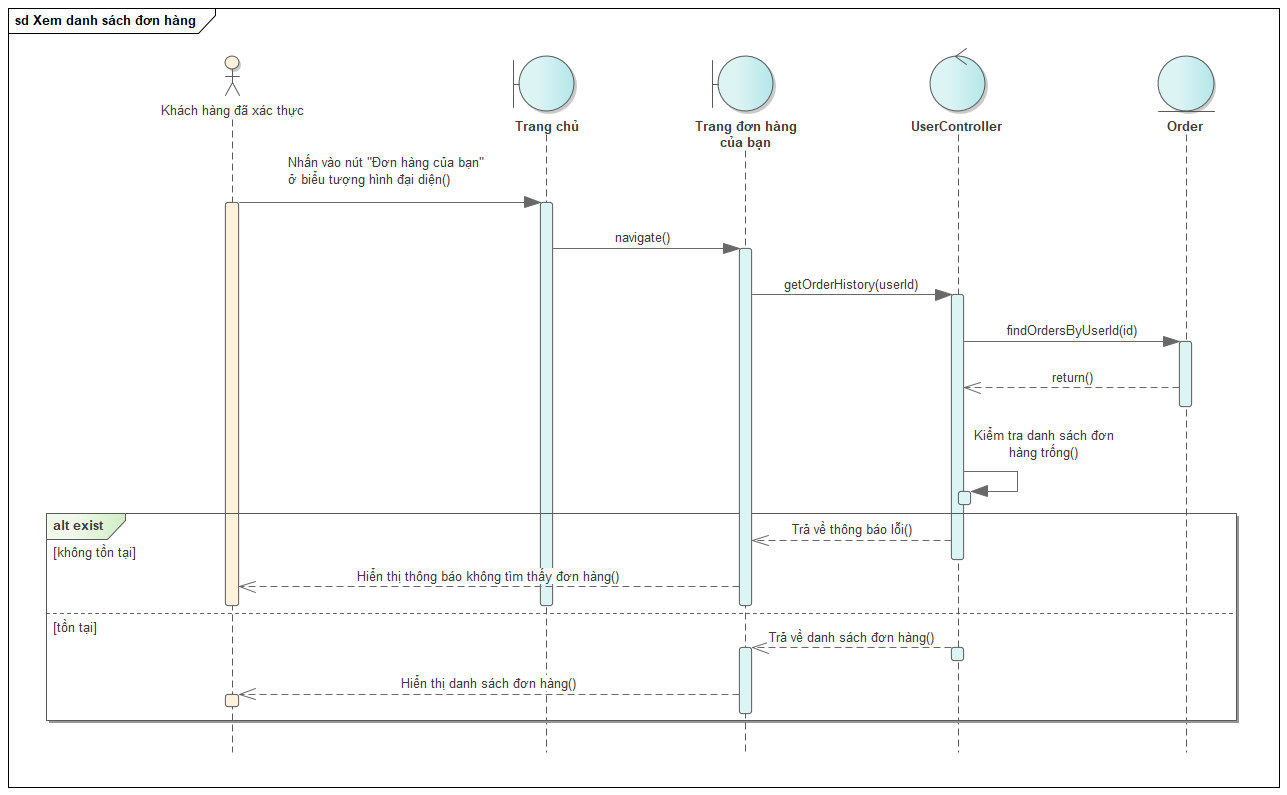 sd Xem danh sách đơn hàng
Khách hàng đã xác thực
Trang chủ
Trang đơn hàng
của bạn
UserController
Order
Nhấn vào nút "Đơn hàng của bạn"
ở biểu tượng hình đại diện()
navigate()
getOrderHistory(userId)
findOrdersByUserId(id)
return()
Kiểm tra danh sách đơn
hàng trống()
alt exist
[không tồn tại]
Trả về thông báo lỗi()
Hiển thị thông báo không tìm thấy đơn hàng()
[tồn tại]
Trả về danh sách đơn hàng()
Hiển thị danh sách đơn hàng()